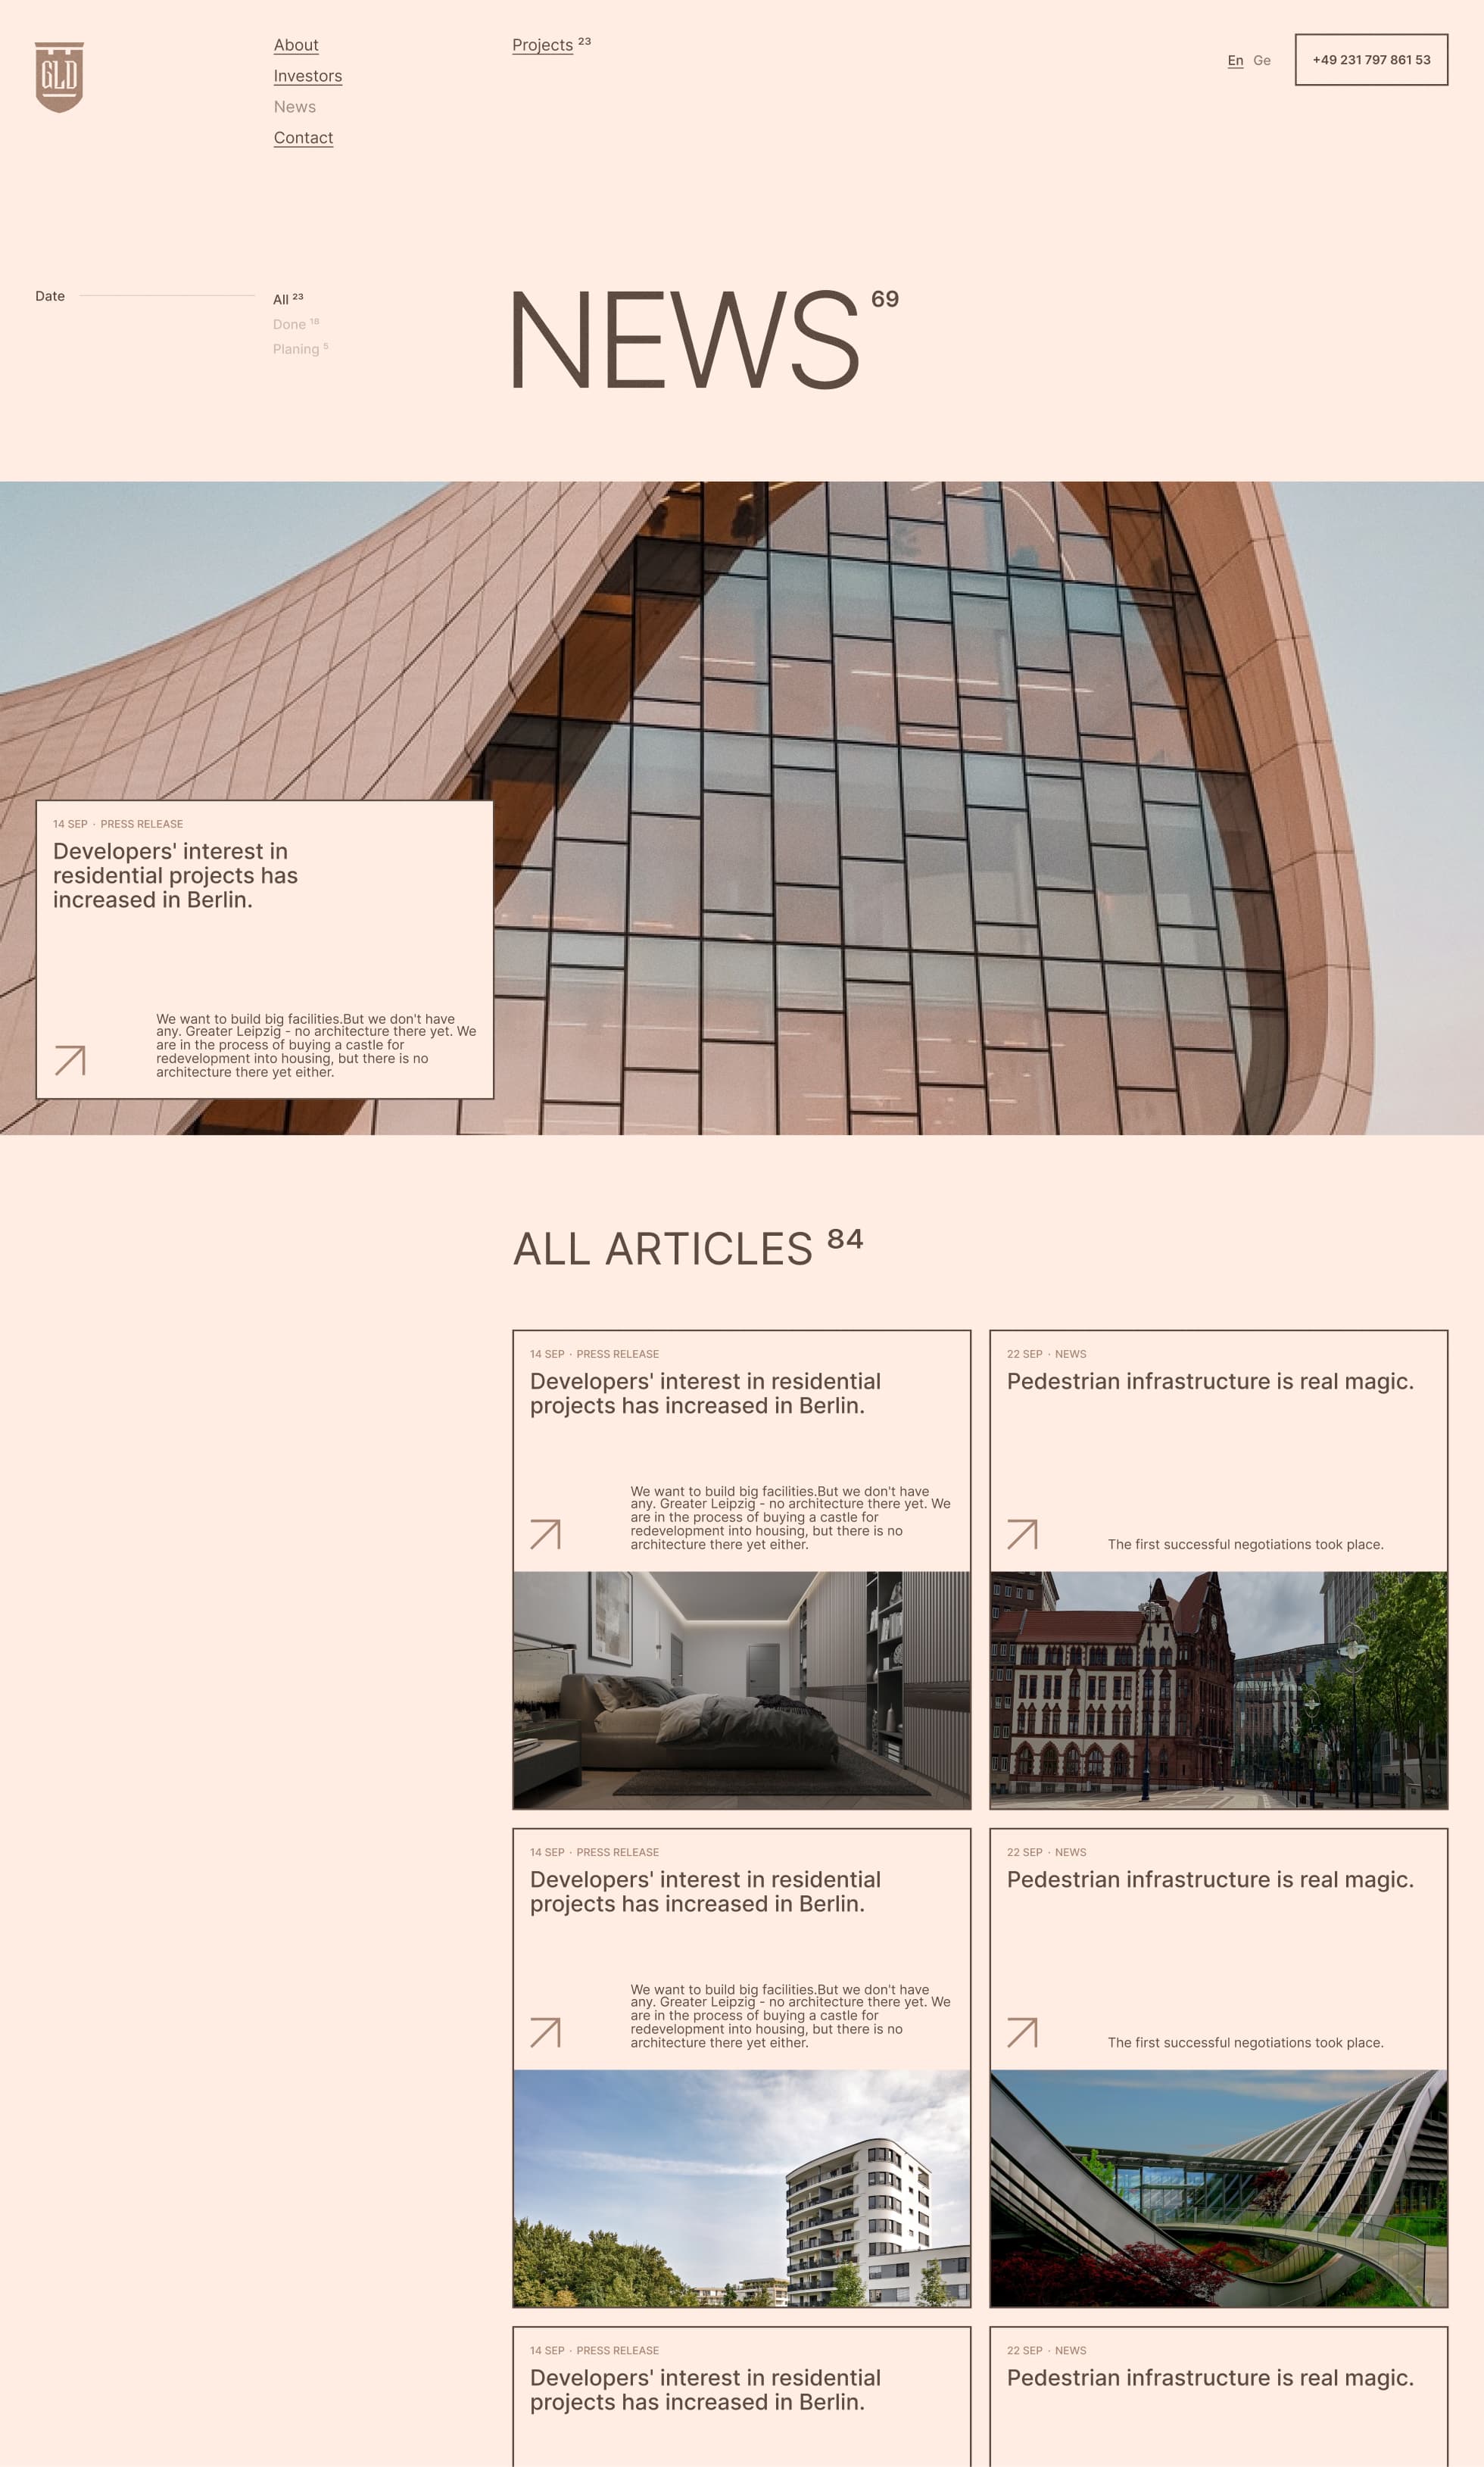 GLD
About
Investors
News
Contact
Projects 23
En Ge
+49 231 797 861 53
Date
All 23
Done 18
Planing 5
NEWS 69
14 SEP · PRESS RELEASE
Developers' interest in
residential projects has
increased in Berlin.
We want to build big facilities.But we don't have
any. Greater Leipzig - no architecture there yet. We
are in the process of buying a castle for
redevelopment into housing, but there is no
architecture there yet either.
ALL ARTICLES 84
14 SEP · PRESS RELEASE
Developers' interest in residential
projects has increased in Berlin.
We want to build big facilities.But we don't have
any. Greater Leipzig - no architecture there yet. We
are in the process of buying a castle for
redevelopment into housing, but there is no
architecture there yet either.
22 SEP · NEWS
Pedestrian infrastructure is real magic.
The first successful negotiations took place.
14 SEP · PRESS RELEASE
Developers' interest in residential
projects has increased in Berlin.
We want to build big facilities.But we don't have
any. Greater Leipzig - no architecture there yet. We
are in the process of buying a castle for
redevelopment into housing, but there is no
architecture there yet either.
22 SEP · NEWS
Pedestrian infrastructure is real magic.
The first successful negotiations took place.
14 SEP · PRESS RELEASE
Developers' interest in residential
projects has increased in Berlin.
22 SEP · NEWS
Pedestrian infrastructure is real magic.